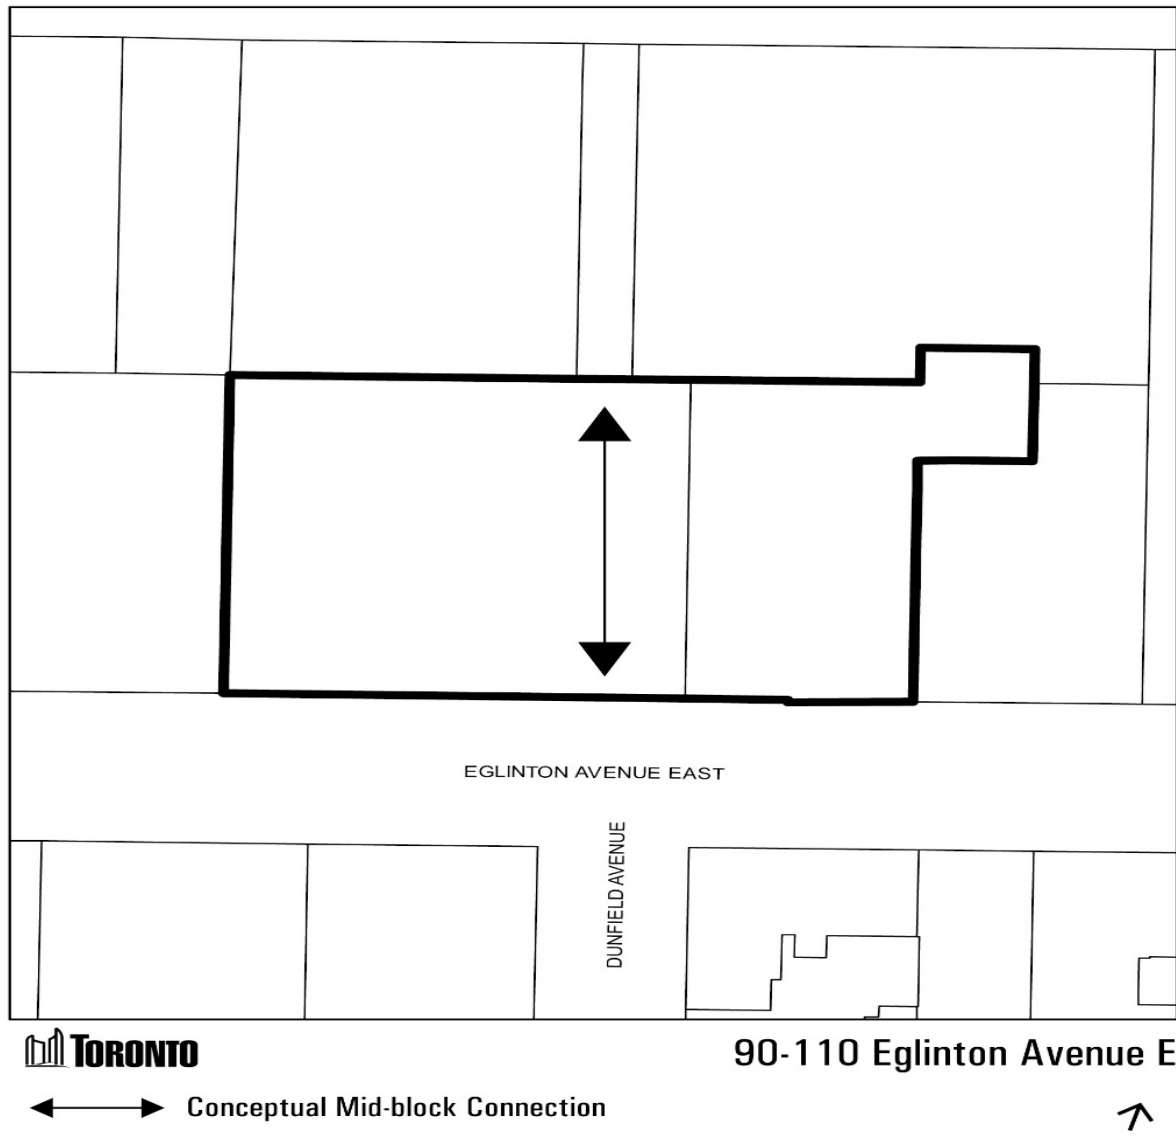 EGLINTON AVENUE EAST
DUNFIELD AVENUE
TORONTO
90-110 Eglinton Avenue E
Conceptual Mid-block Connection